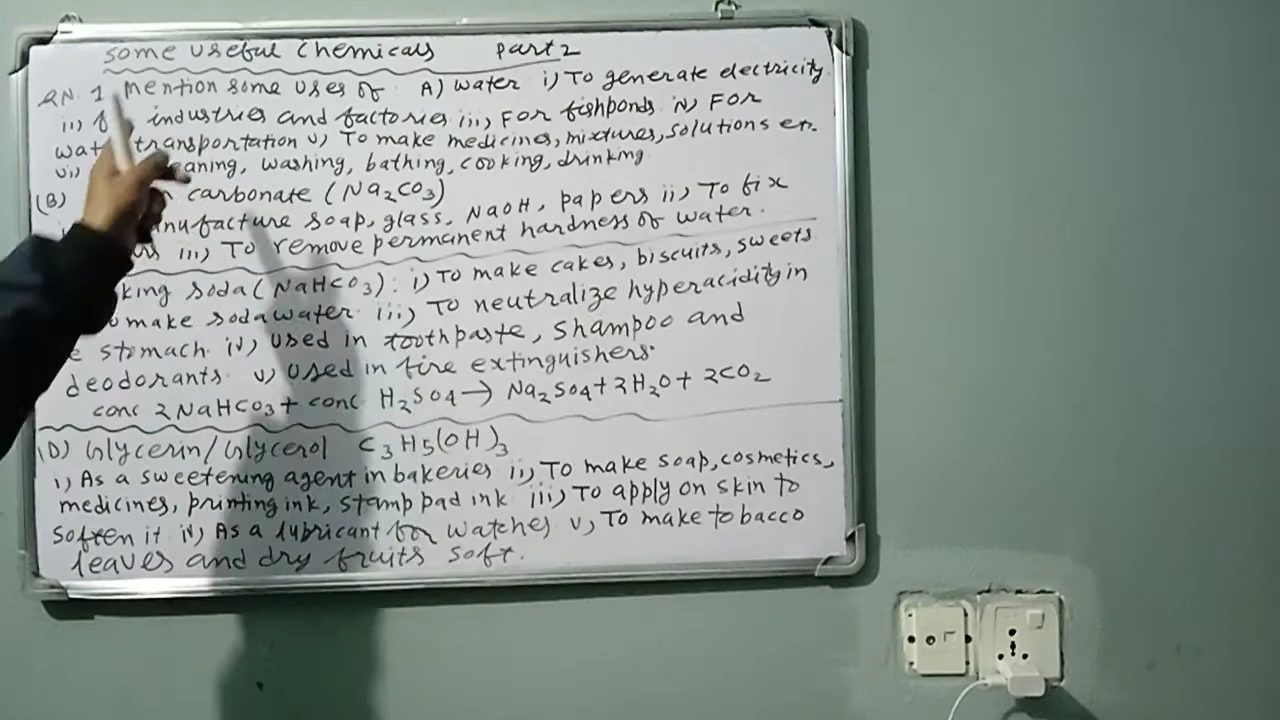 some useful chemicals part 2
QN. 1 mention some uses of A) water i) To generate electricity
ii) industries and factories iii) For fishponds iv) For
transportation v) To make medicines, mixtures, solutions etc.
vi) washing, bathing, cooking, drinking
(B) carbonate (Na₂CO₃)
soap, glass, NaOH, papers ii) To fix
iii) To remove permanent hardness of water.
soda (NaHCO₃): i) To make cakes, biscuits, sweets
make soda water iii) To neutralize hyperacidity in
stomach iv) used in toothpaste, shampoo and
deodorants v) used in fire extinguishers.
conc 2NaHCO₃ + conc H₂SO₄ → Na₂SO₄ + 2H₂O + 2CO₂
(D) Glycerin/Glycerol C₃H₅(OH)₃
i) As a sweetening agent in bakeries ii) To make soap, cosmetics,
medicines, printing ink, stamp pad ink iii) To apply on skin to
soften it iv) As a lubricant for watches v) To make tobacco
leaves and dry fruits soft.